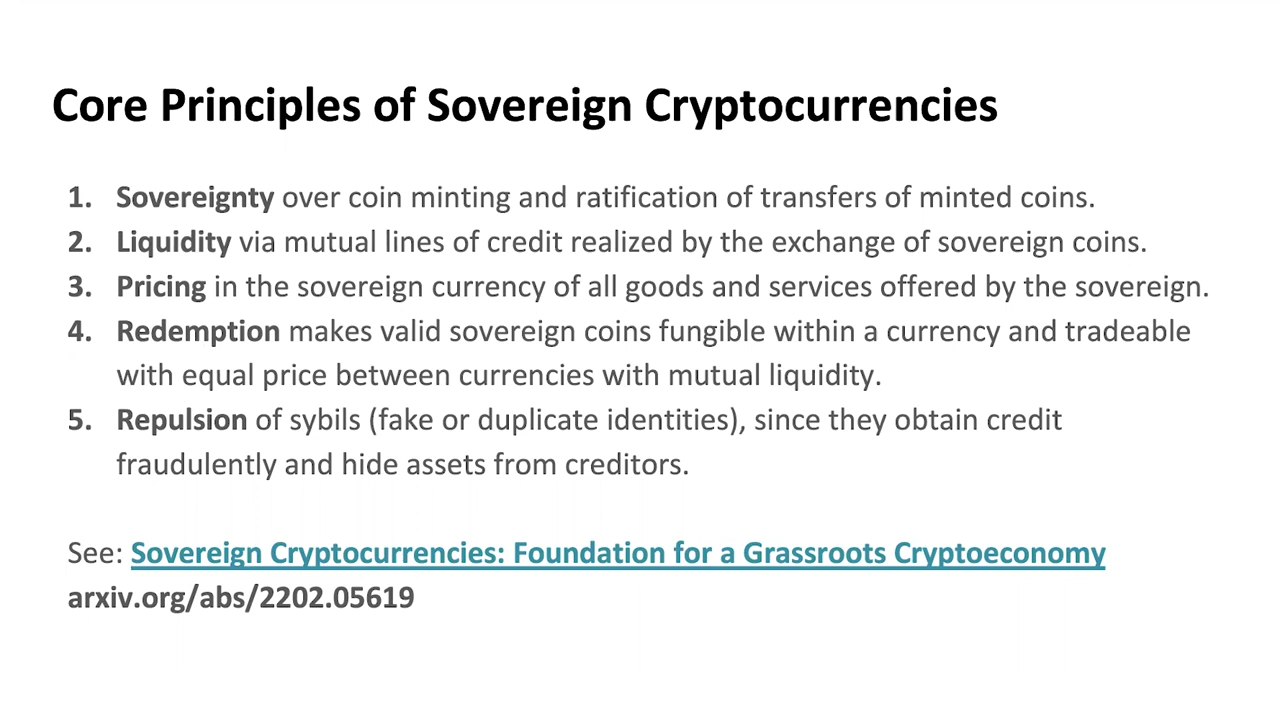 Core Principles of Sovereign Cryptocurrencies
1. Sovereignty over coin minting and ratification of transfers of minted coins.
2. Liquidity via mutual lines of credit realized by the exchange of sovereign coins.
3. Pricing in the sovereign currency of all goods and services offered by the sovereign.
4. Redemption makes valid sovereign coins fungible within a currency and tradeable
with equal price between currencies with mutual liquidity.
5. Repulsion of sybils (fake or duplicate identities), since they obtain credit
fraudulently and hide assets from creditors.
See: Sovereign Cryptocurrencies: Foundation for a Grassroots Cryptoeconomy
arxiv.org/abs/2202.05619